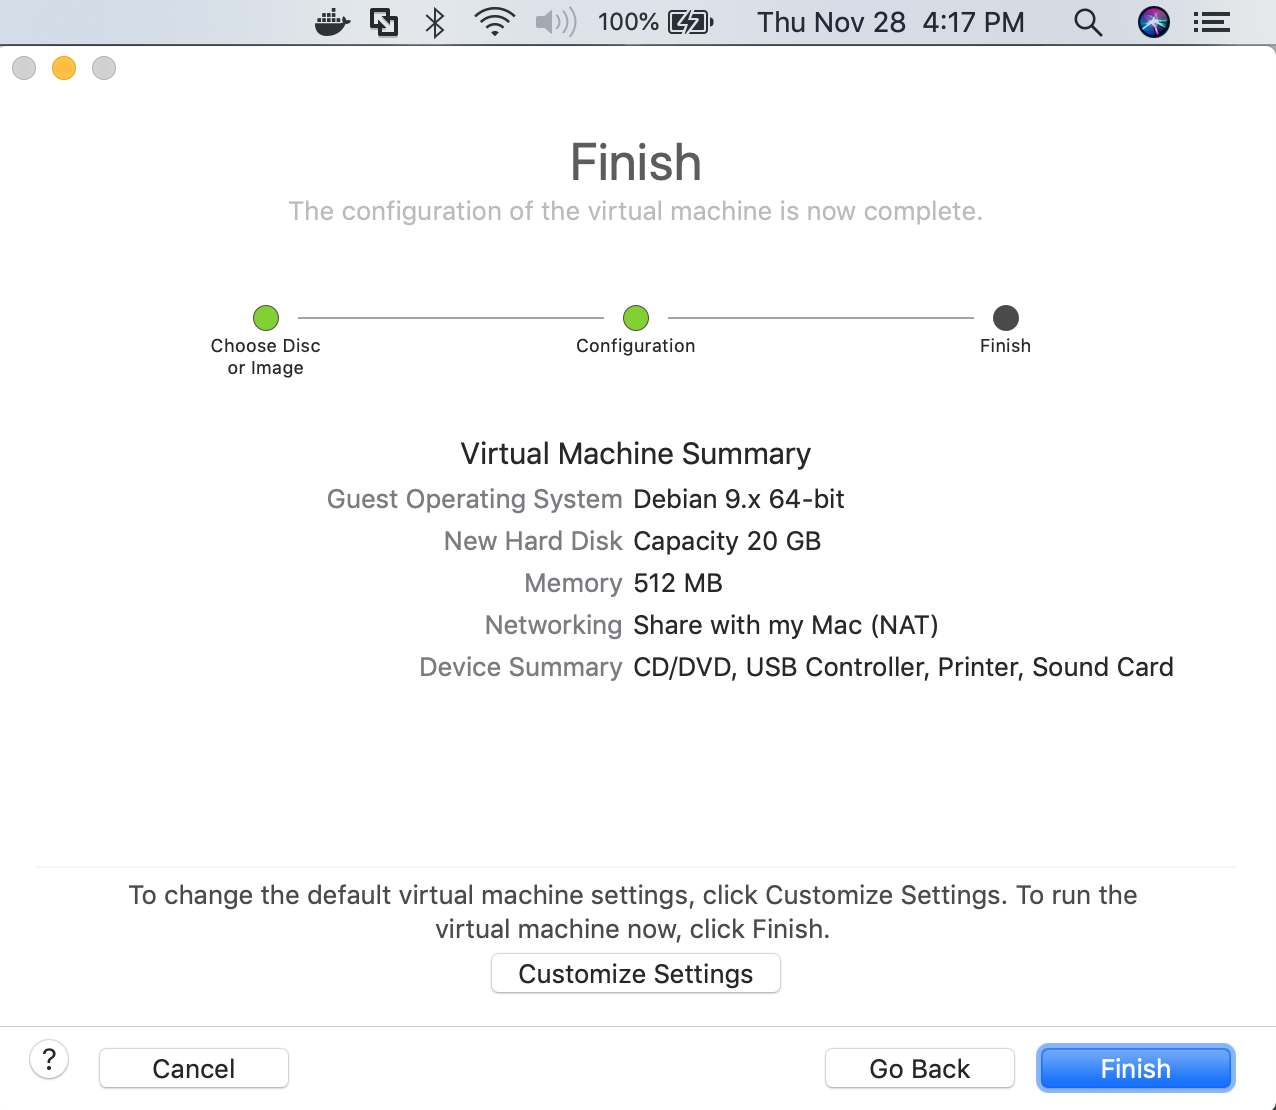 100% Thu Nov 28 4:17 PM
Finish
The configuration of the virtual machine is now complete.
Choose Disc
or Image
Configuration
Finish
Virtual Machine Summary
Guest Operating System Debian 9.x 64-bit
New Hard Disk Capacity 20 GB
Memory 512 MB
Networking Share with my Mac (NAT)
Device Summary CD/DVD, USB Controller, Printer, Sound Card
To change the default virtual machine settings, click Customize Settings. To run the
virtual machine now, click Finish.
Customize Settings
? Cancel Go Back Finish